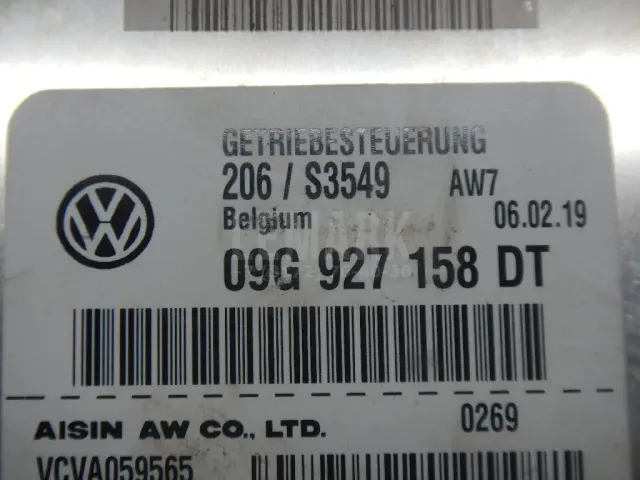 GETRIEBESTEUERUNG
206 / S3549 AW7
Belgium 06.02.19
09G 927 158 DT
AISIN AW CO., LTD. 0269
VCVA059565